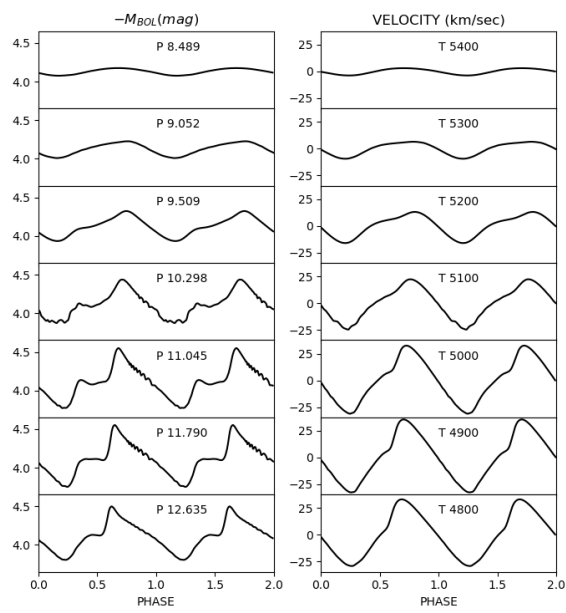 −M_BOL(mag) VELOCITY (km/sec)
4.5 P 8.489 25 T 5400
4.0 0
−25
4.5 P 9.052 25 T 5300
4.0 0
−25
4.5 P 9.509 25 T 5200
4.0 0
−25
4.5 P 10.298 25 T 5100
4.0 0
−25
4.5 P 11.045 25 T 5000
4.0 0
−25
4.5 P 11.790 25 T 4900
4.0 0
−25
4.5 P 12.635 25 T 4800
4.0 0
−25
0.0 0.5 1.0 1.5 2.0 0.0 0.5 1.0 1.5 2.0
PHASE PHASE